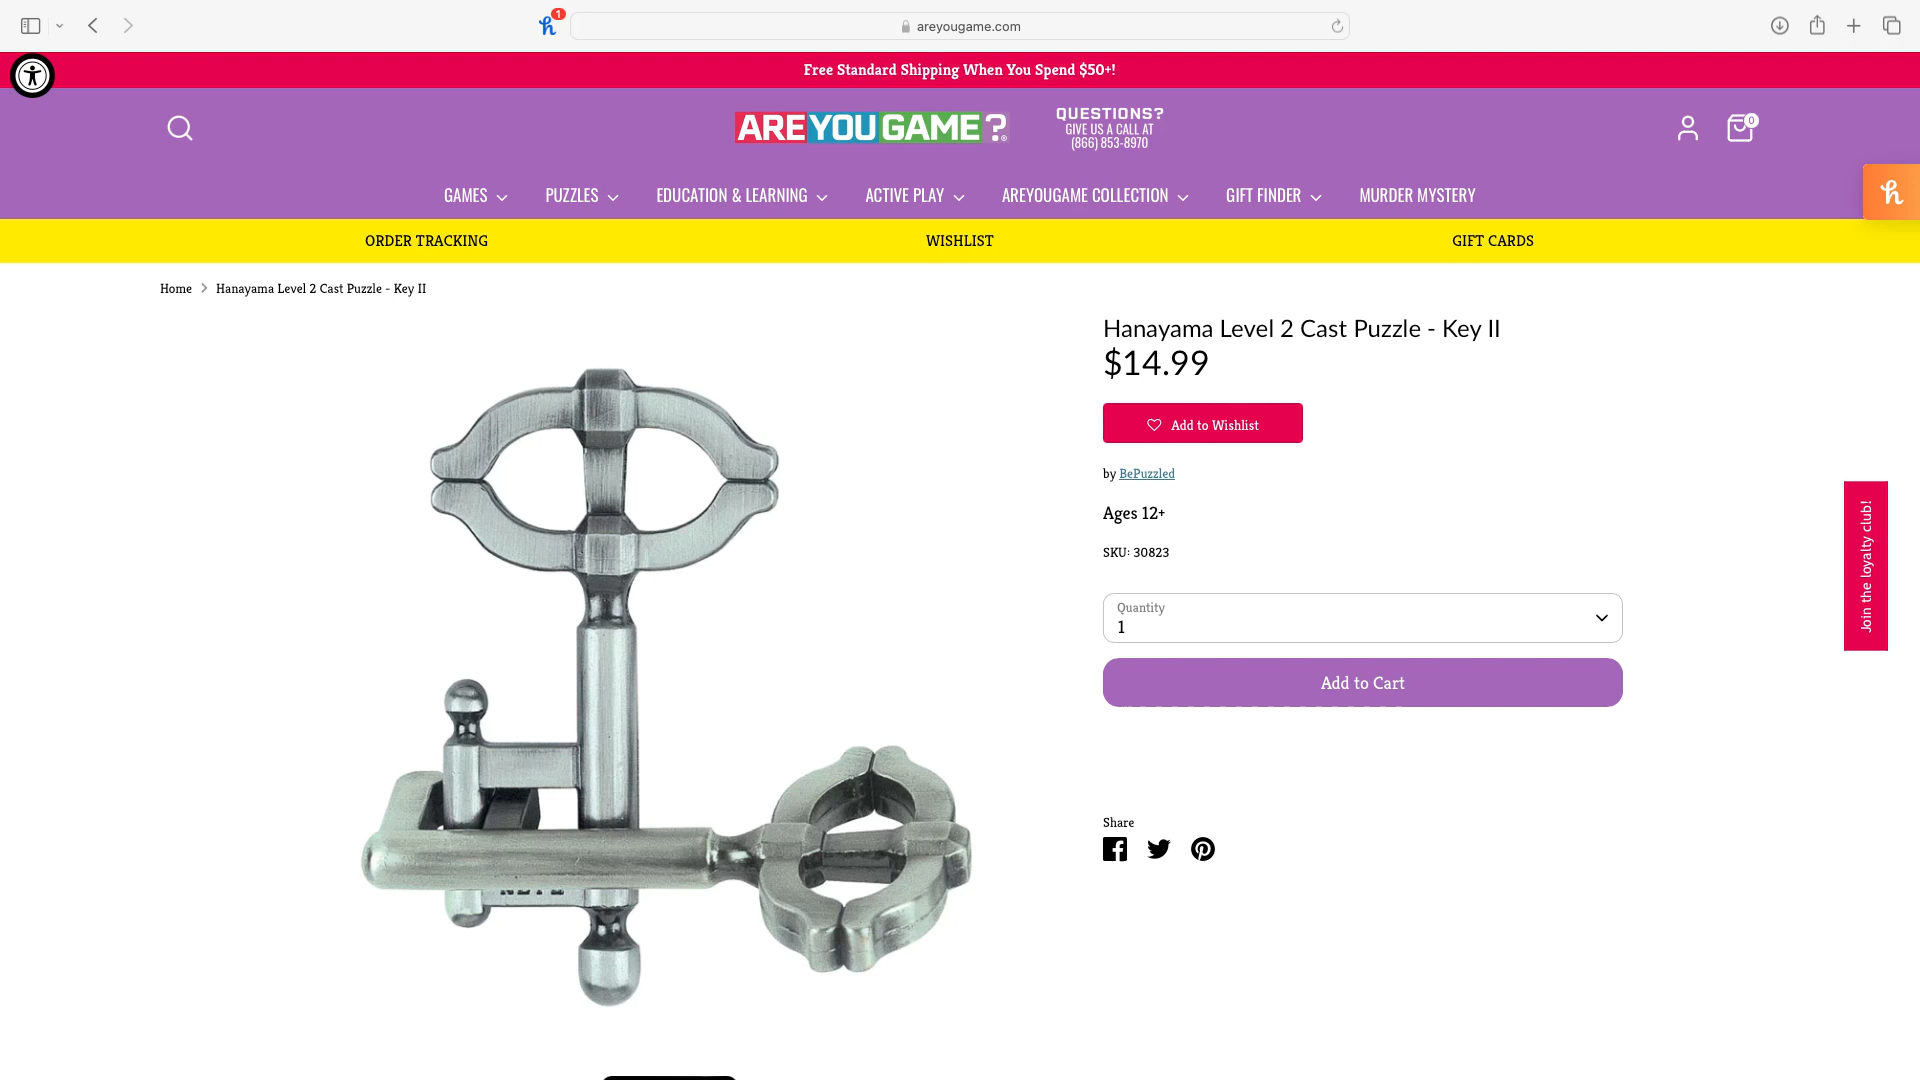 1
areyougame.com
Free Standard Shipping When You Spend $50+!
AREYOUGAME?
QUESTIONS?
GIVE US A CALL AT
(866) 853-8970
0
GAMES
PUZZLES
EDUCATION & LEARNING
ACTIVE PLAY
AREYOUGAME COLLECTION
GIFT FINDER
MURDER MYSTERY
ORDER TRACKING
WISHLIST
GIFT CARDS
Home
Hanayama Level 2 Cast Puzzle - Key II
Hanayama Level 2 Cast Puzzle - Key II
$14.99
Add to Wishlist
by BePuzzled
Ages 12+
SKU: 30823
Quantity
1
Add to Cart
Share
Join the loyalty club!